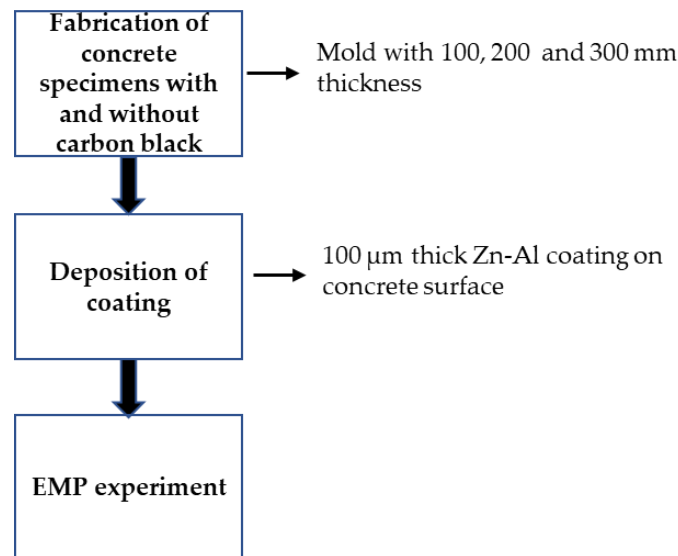 Fabrication of
concrete
specimens with
and without
carbon black
Mold with 100, 200 and 300 mm
thickness
Deposition of
coating
100 µm thick Zn-Al coating on
concrete surface
EMP experiment